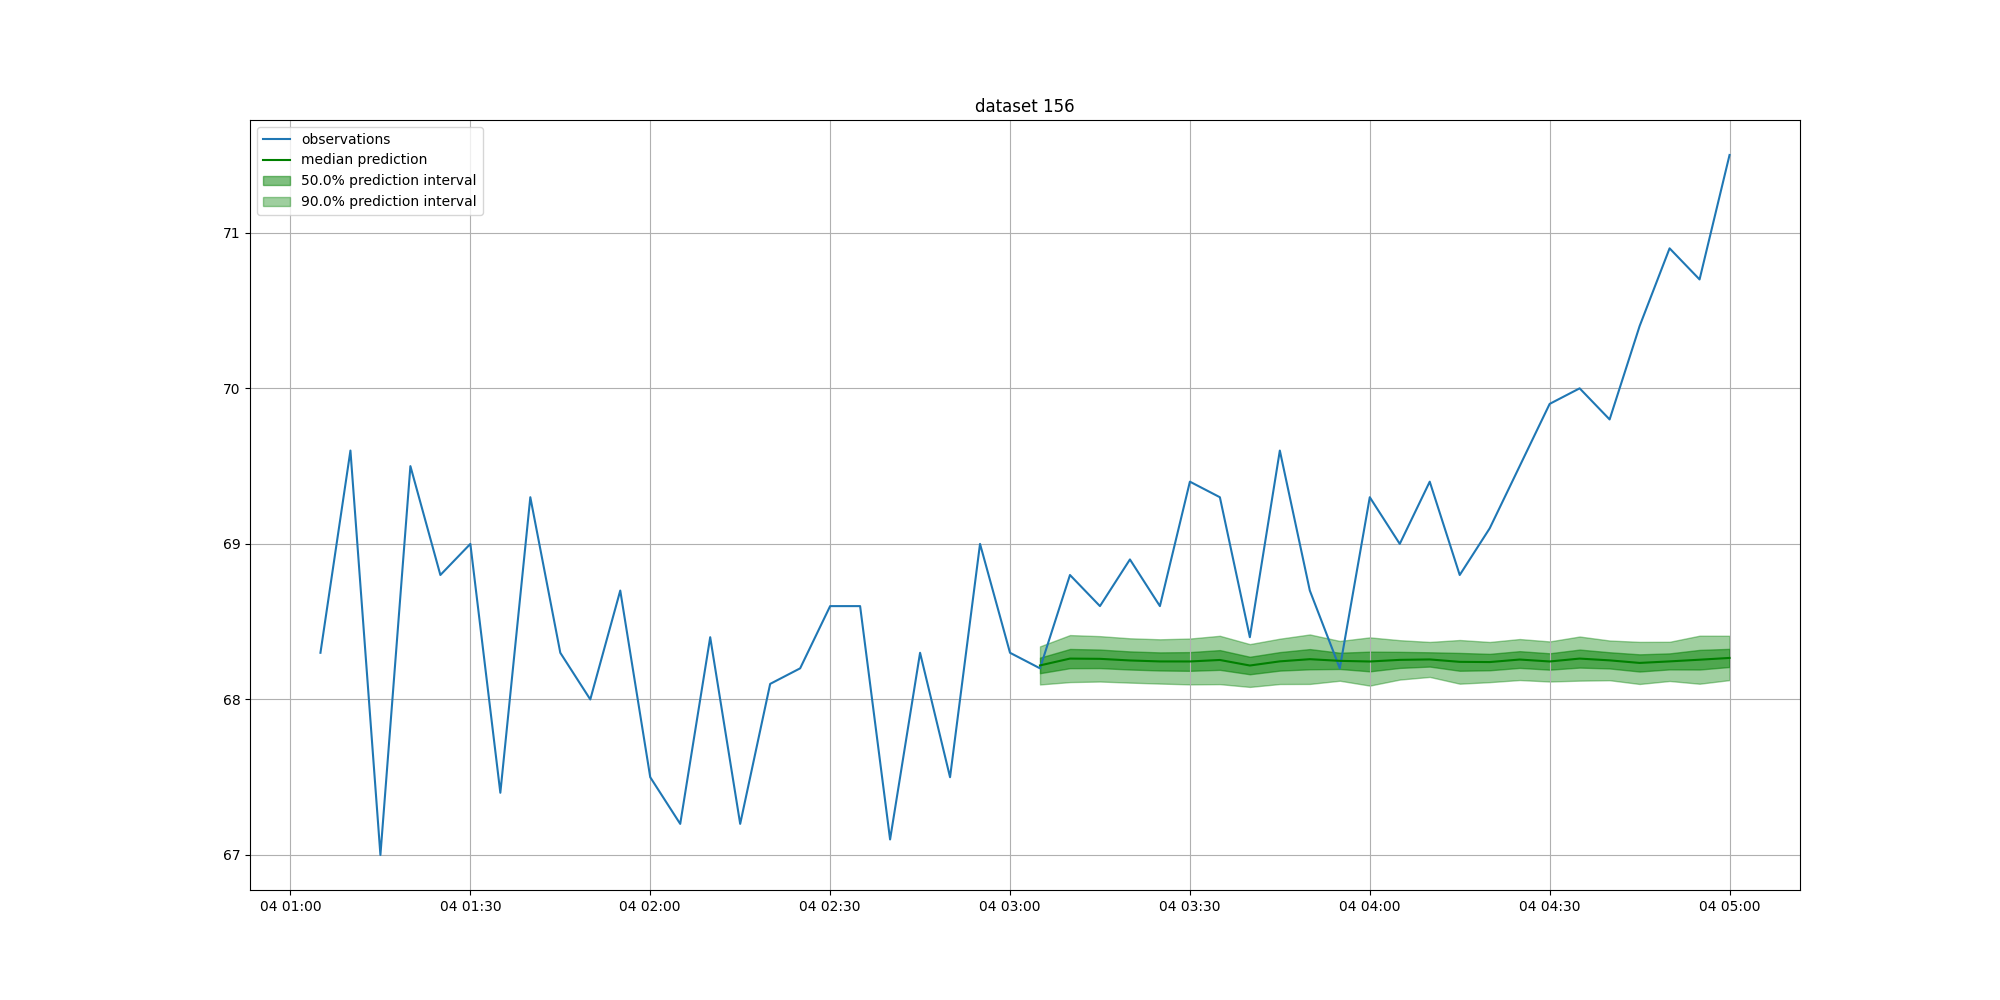 dataset 156
observations
median prediction
50.0% prediction interval
90.0% prediction interval
71
70
69
68
67
04 01:00
04 01:30
04 02:00
04 02:30
04 03:00
04 03:30
04 04:00
04 04:30
04 05:00